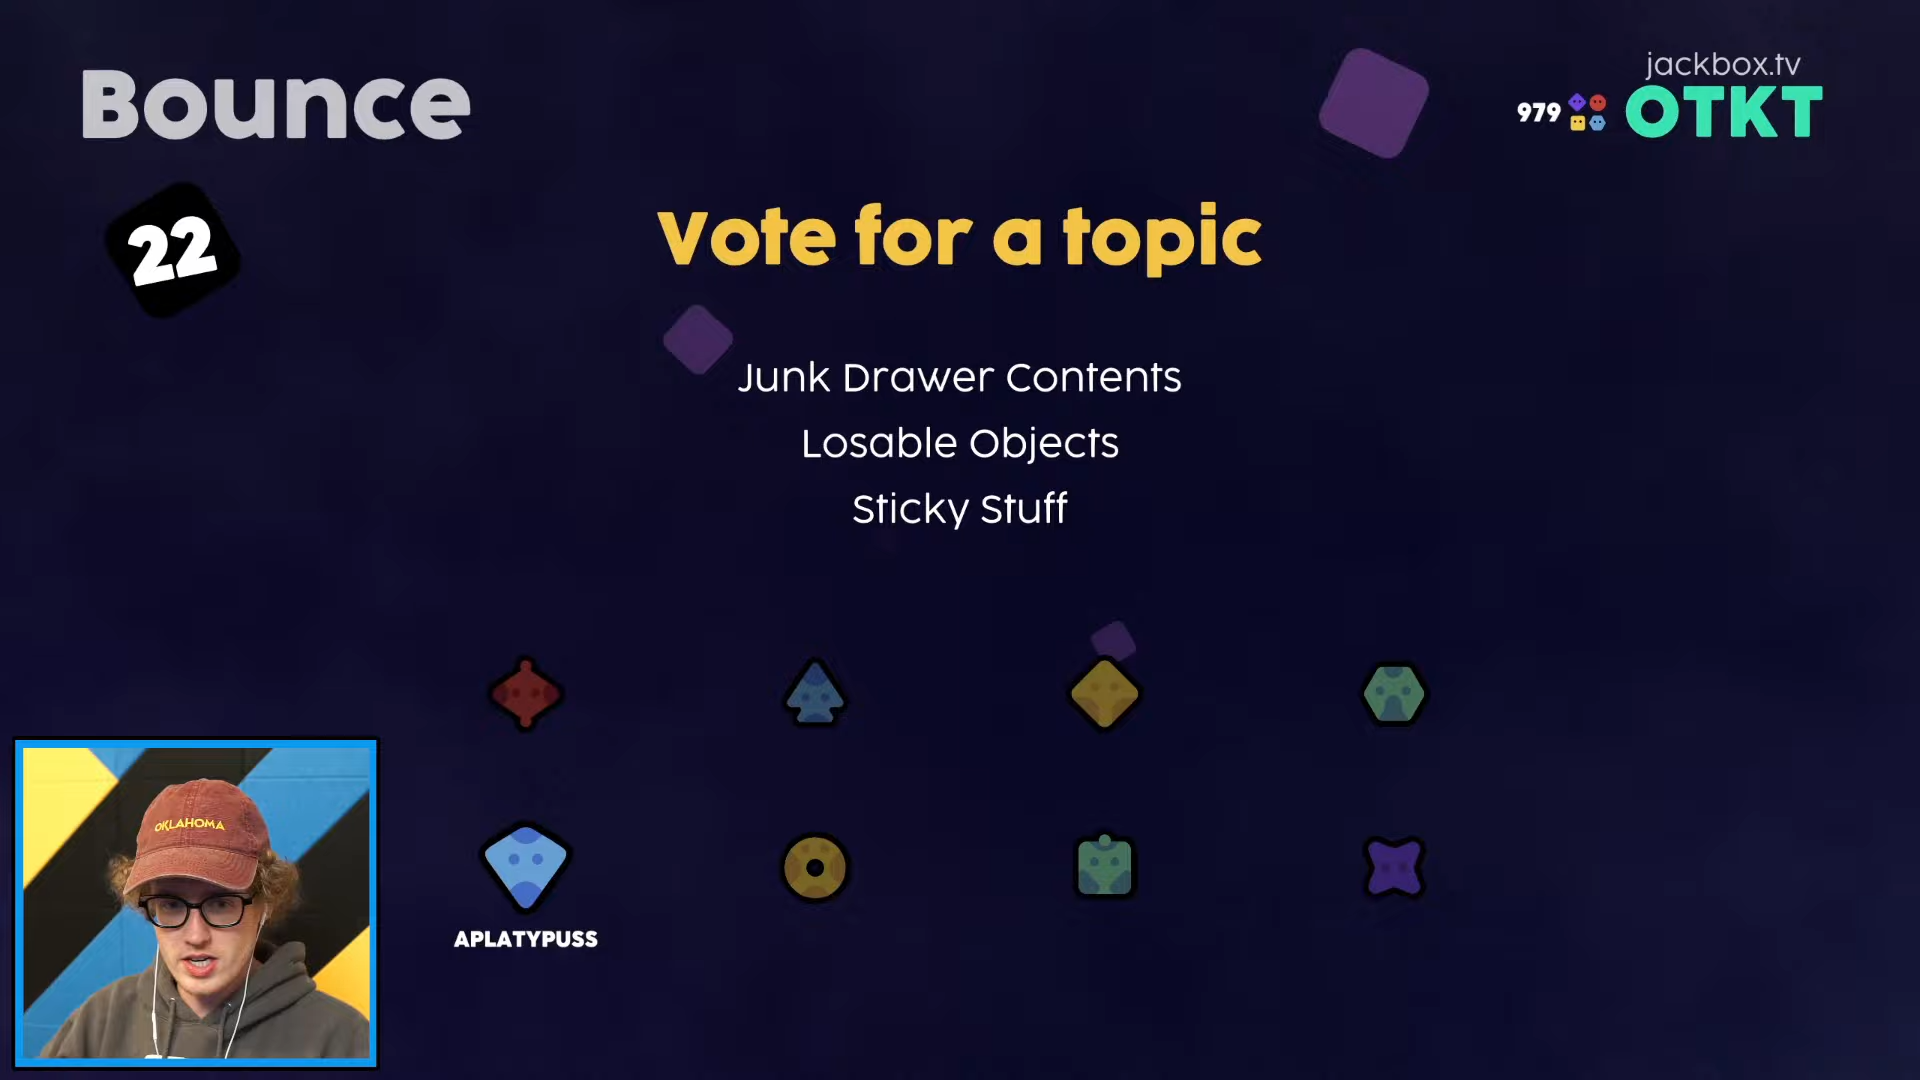 Bounce
jackbox.tv
979
OTKT
22
Vote for a topic
Junk Drawer Contents
Losable Objects
Sticky Stuff
OKLAHOMA
APLATYPUSS